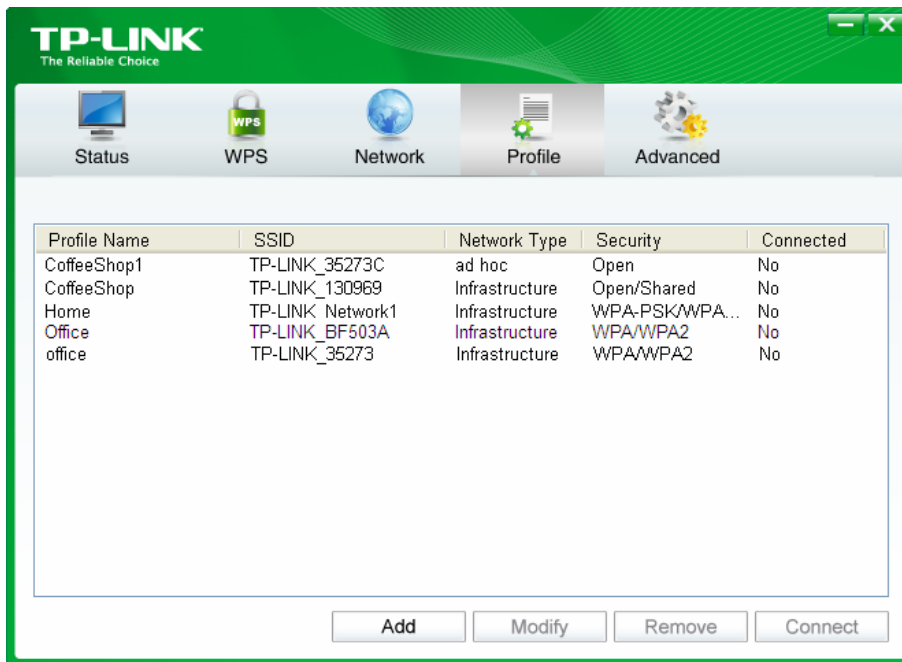 TP-LINK
The Reliable Choice
WPS
Status WPS Network Profile Advanced
Profile Name SSID Network Type Security Connected
CoffeeShop1 TP-LINK_35273C ad hoc Open No
CoffeeShop TP-LINK_130969 Infrastructure Open/Shared No
Home TP-LINK_Network1 Infrastructure WPA-PSK/WPA... No
Office TP-LINK_BF503A Infrastructure WPA/WPA2 No
office TP-LINK_35273 Infrastructure WPA/WPA2 No
Add Modify Remove Connect